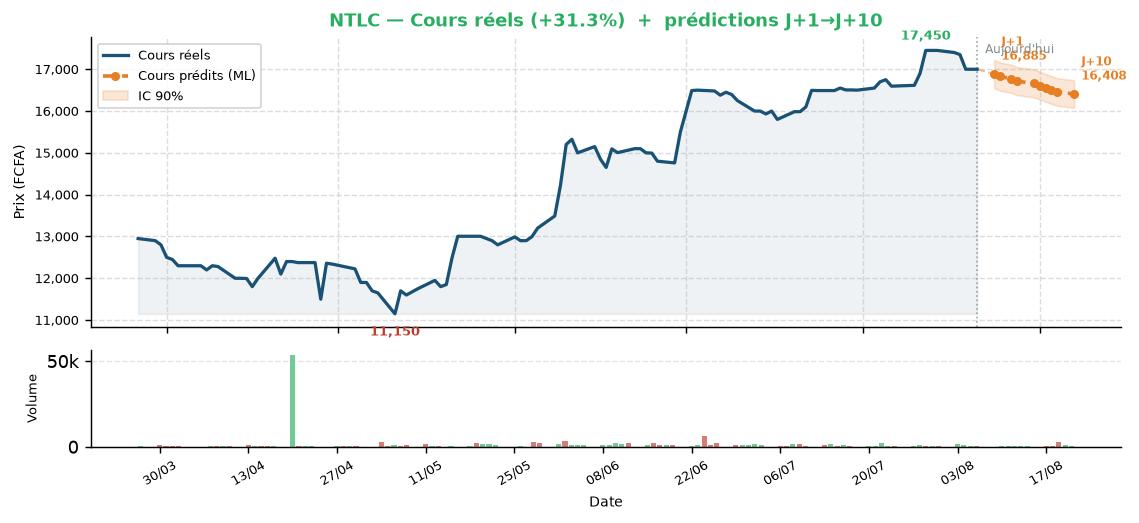 NTLC — Cours réels (+31.3%)  +  prédictions J+1→J+10
Cours réels
Cours prédits (ML)
IC 90%
17,450
Aujourd'hui
J+1
16,885
J+10
16,408
11,150
Prix (FCFA)
17,000
16,000
15,000
14,000
13,000
12,000
11,000
Volume
50k
0
30/03
13/04
27/04
11/05
25/05
08/06
22/06
06/07
20/07
03/08
17/08
Date